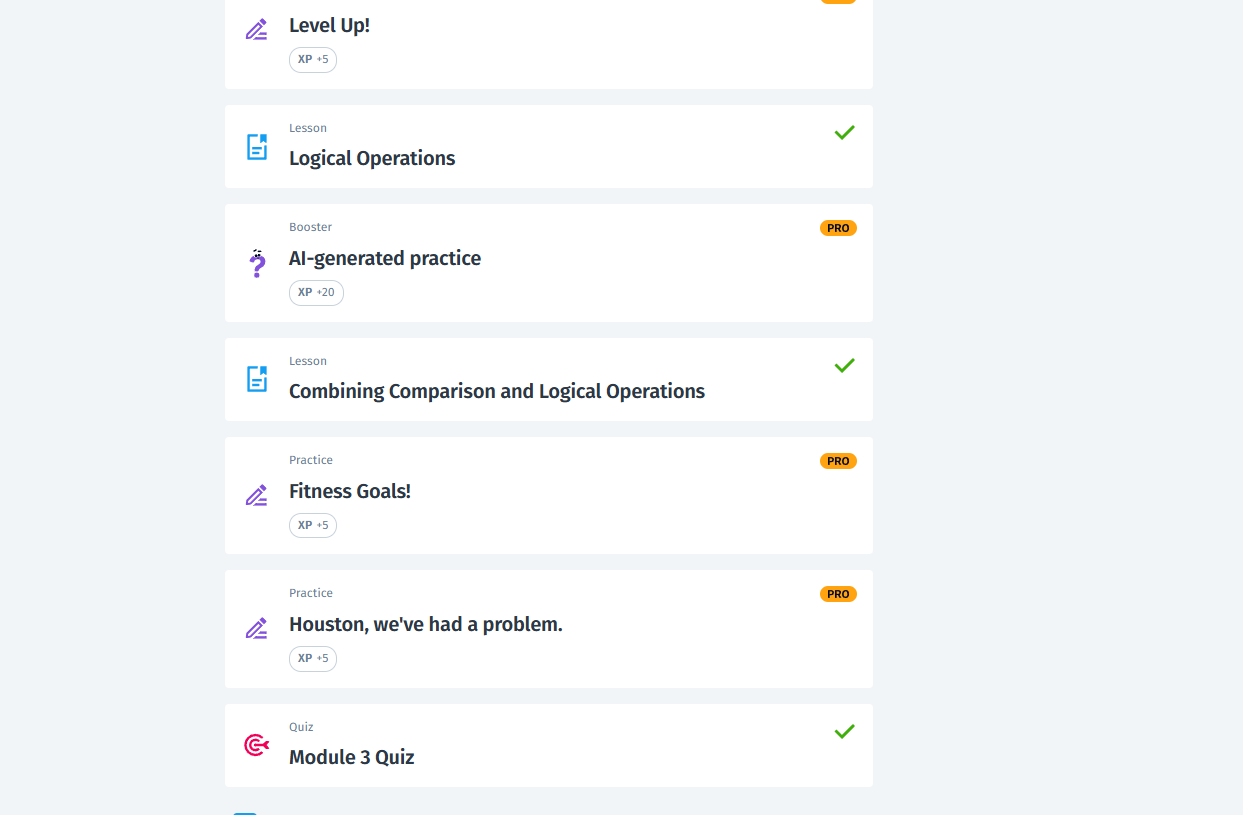 Level Up!
XP +5
Lesson
Logical Operations
Booster
PRO
AI-generated practice
XP +20
Lesson
Combining Comparison and Logical Operations
Practice
PRO
Fitness Goals!
XP +5
Practice
PRO
Houston, we've had a problem.
XP +5
Quiz
Module 3 Quiz